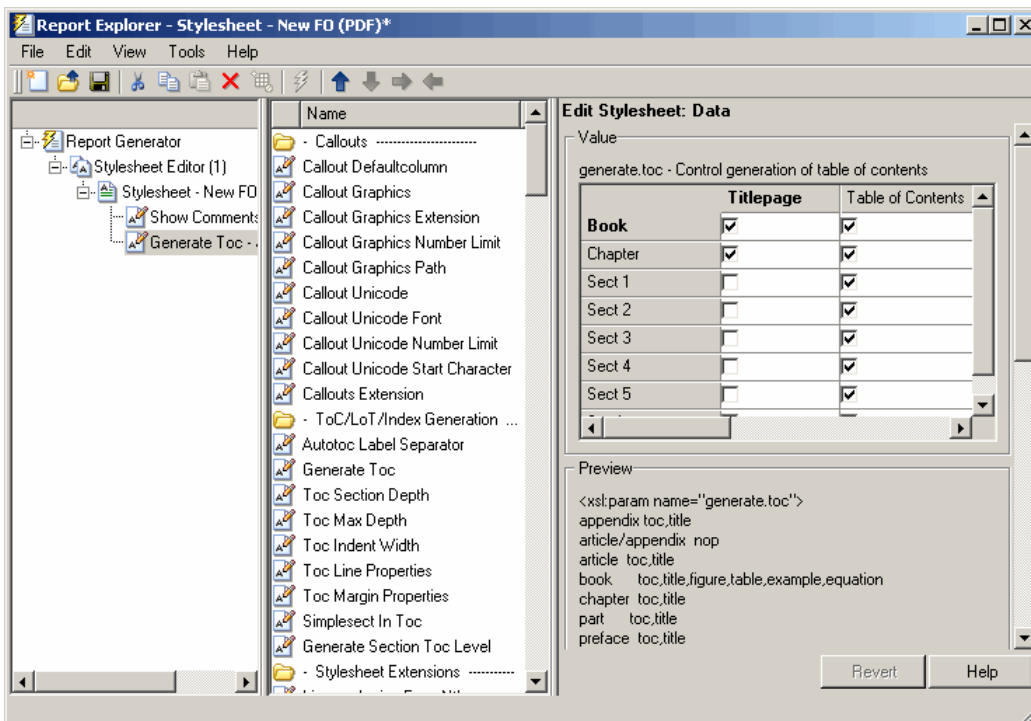 Report Explorer - Stylesheet - New FO (PDF)*
File Edit View Tools Help
Report Generator
Stylesheet Editor (1)
Stylesheet - New FO
Show Comments
Generate Toc -
Name
- Callouts ------------------------
Callout Defaultcolumn
Callout Graphics
Callout Graphics Extension
Callout Graphics Number Limit
Callout Graphics Path
Callout Unicode
Callout Unicode Font
Callout Unicode Number Limit
Callout Unicode Start Character
Callouts Extension
- ToC/LoT/Index Generation ...
Autotoc Label Separator
Generate Toc
Toc Section Depth
Toc Max Depth
Toc Indent Width
Toc Line Properties
Toc Margin Properties
Simplesect In Toc
Generate Section Toc Level
- Stylesheet Extensions ----------
Edit Stylesheet: Data
Value
generate.toc - Control generation of table of contents
Titlepage Table of Contents
Book
Chapter
Sect 1
Sect 2
Sect 3
Sect 4
Sect 5
Preview
<xsl:param name="generate.toc">
appendix toc,title
article/appendix nop
article toc,title
book toc,title,figure,table,example,equation
chapter toc,title
part toc,title
preface toc,title
Revert Help